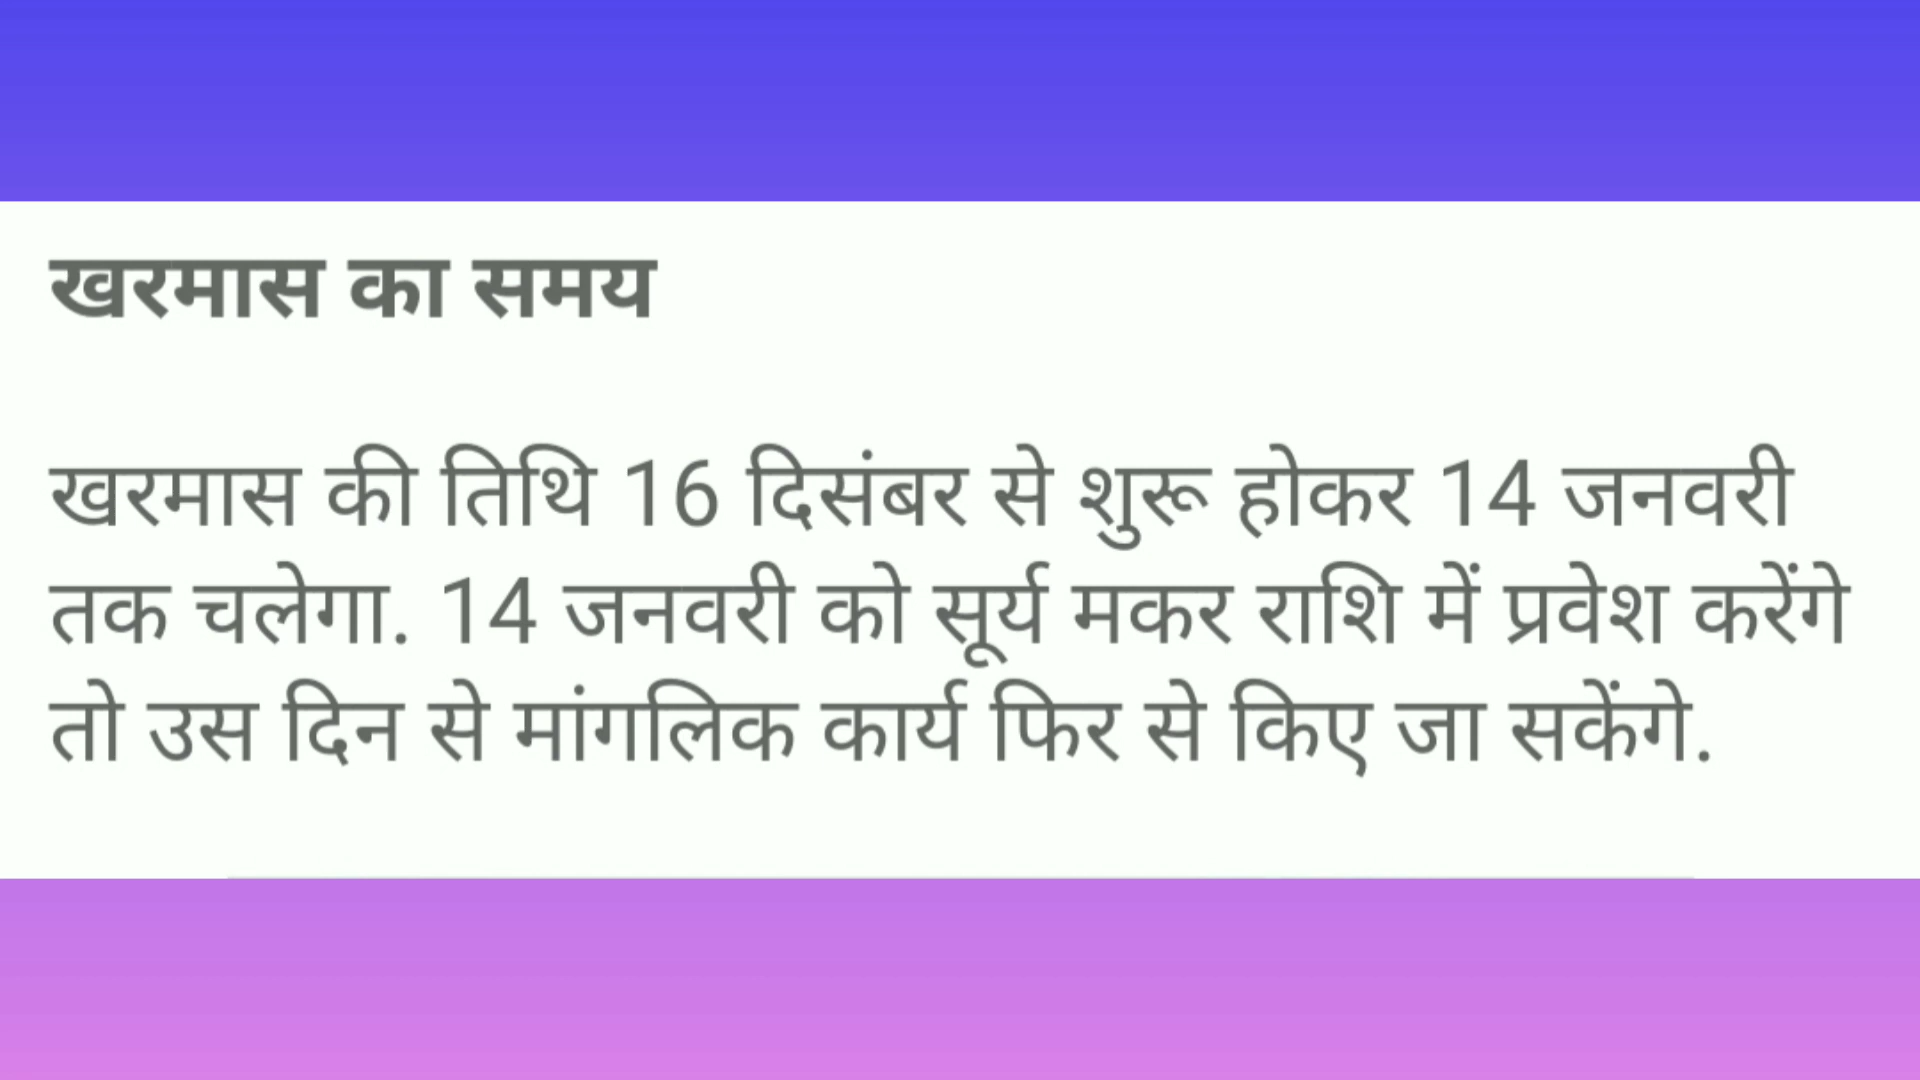 खरमास का समय
खरमास की तिथि 16 दिसंबर से शुरू होकर 14 जनवरी
तक चलेगा. 14 जनवरी को सूर्य मकर राशि में प्रवेश करेंगे
तो उस दिन से मांगलिक कार्य फिर से किए जा सकेंगे.